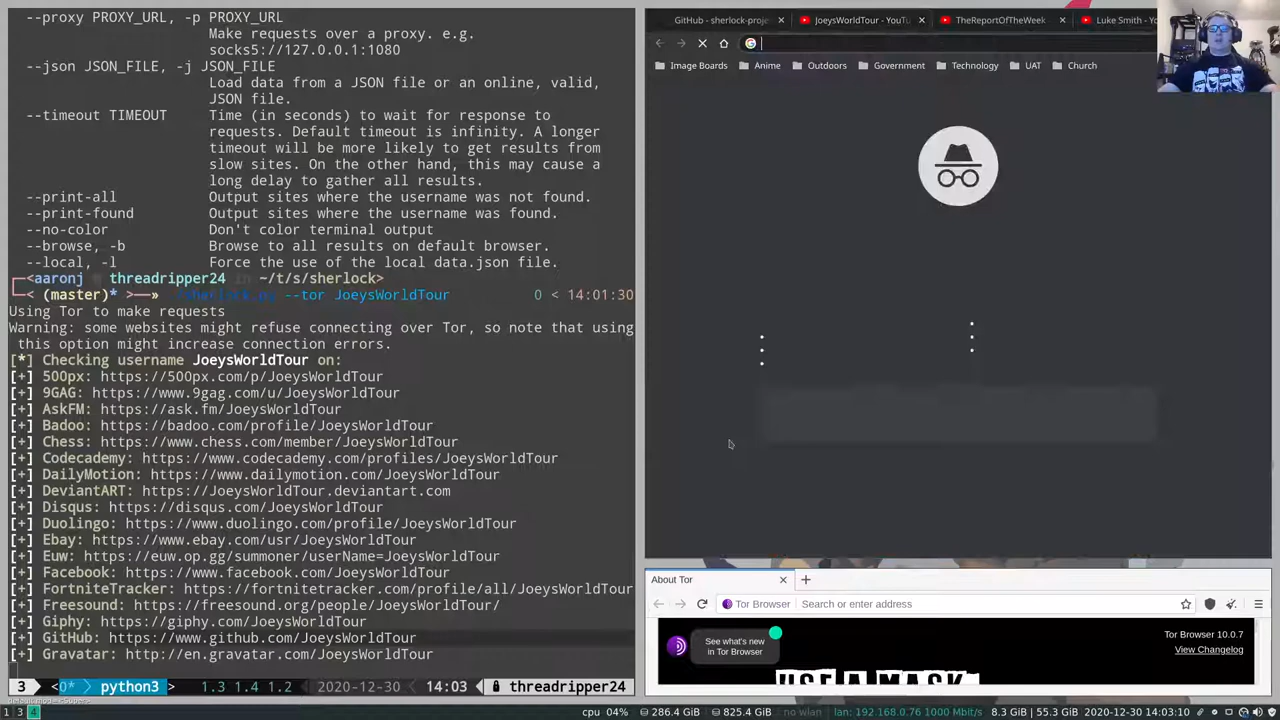 --proxy PROXY_URL, -p PROXY_URL
Make requests over a proxy. e.g.
socks5://127.0.0.1:1080
--json JSON_FILE, -j JSON_FILE
Load data from a JSON file or an online, valid,
JSON file.
--timeout TIMEOUT     Time (in seconds) to wait for response to
requests. Default timeout is infinity. A longer
timeout will be more likely to get results from
slow sites. On the other hand, this may cause a
long delay to gather all results.
--print-all           Output sites where the username was not found.
--print-found         Output sites where the username was found.
--no-color            Don't color terminal output
--browse, -b          Browse to all results on default browser.
--local, -l           Force the use of the local data.json file.
<aaronj  threadripper24 in ~/t/s/sherlock>
< (master)* >—» ./sherlock.py --tor JoeysWorldTour 0 < 14:01:30
Using Tor to make requests
Warning: some websites might refuse connecting over Tor, so note that using
this option might increase connection errors.
[*] Checking username JoeysWorldTour on:
[+] 500px: https://500px.com/p/JoeysWorldTour
[+] 9GAG: https://www.9gag.com/u/JoeysWorldTour
[+] AskFM: https://ask.fm/JoeysWorldTour
[+] Badoo: https://badoo.com/profile/JoeysWorldTour
[+] Chess: https://www.chess.com/member/JoeysWorldTour
[+] Codecademy: https://www.codecademy.com/profiles/JoeysWorldTour
[+] DailyMotion: https://www.dailymotion.com/JoeysWorldTour
[+] DeviantART: https://JoeysWorldTour.deviantart.com
[+] Disqus: https://disqus.com/JoeysWorldTour
[+] Duolingo: https://www.duolingo.com/profile/JoeysWorldTour
[+] Ebay: https://www.ebay.com/usr/JoeysWorldTour
[+] Euw: https://euw.op.gg/summoner/userName=JoeysWorldTour
[+] Facebook: https://www.facebook.com/JoeysWorldTour
[+] FortniteTracker: https://fortnitetracker.com/profile/all/JoeysWorldTour
[+] Freesound: https://freesound.org/people/JoeysWorldTour/
[+] Giphy: https://giphy.com/JoeysWorldTour
[+] GitHub: https://www.github.com/JoeysWorldTour
[+] Gravatar: http://en.gravatar.com/JoeysWorldTour
3 <0* python3 > 1.3 1.4 1.2 < 2020-12-30 < 14:03 threadripper24
GitHub - sherlock-proje
JoeysWorldTour - YouTu
TheReportOfTheWeek
Luke Smith - Yo
Image Boards Anime Outdoors Government Technology UAT Church
About Tor
Tor Browser Search or enter address
See what's new
in Tor Browser
Tor Browser 10.0.7
View Changelog
USE A MASK
default mode <Super>
1 3 4 cpu 04% 286.4 GiB 825.4 GiB no wlan lan: 192.168.0.76 1000 Mbit/s 8.3 GiB | 55.3 GiB 2020-12-30 14:03:10